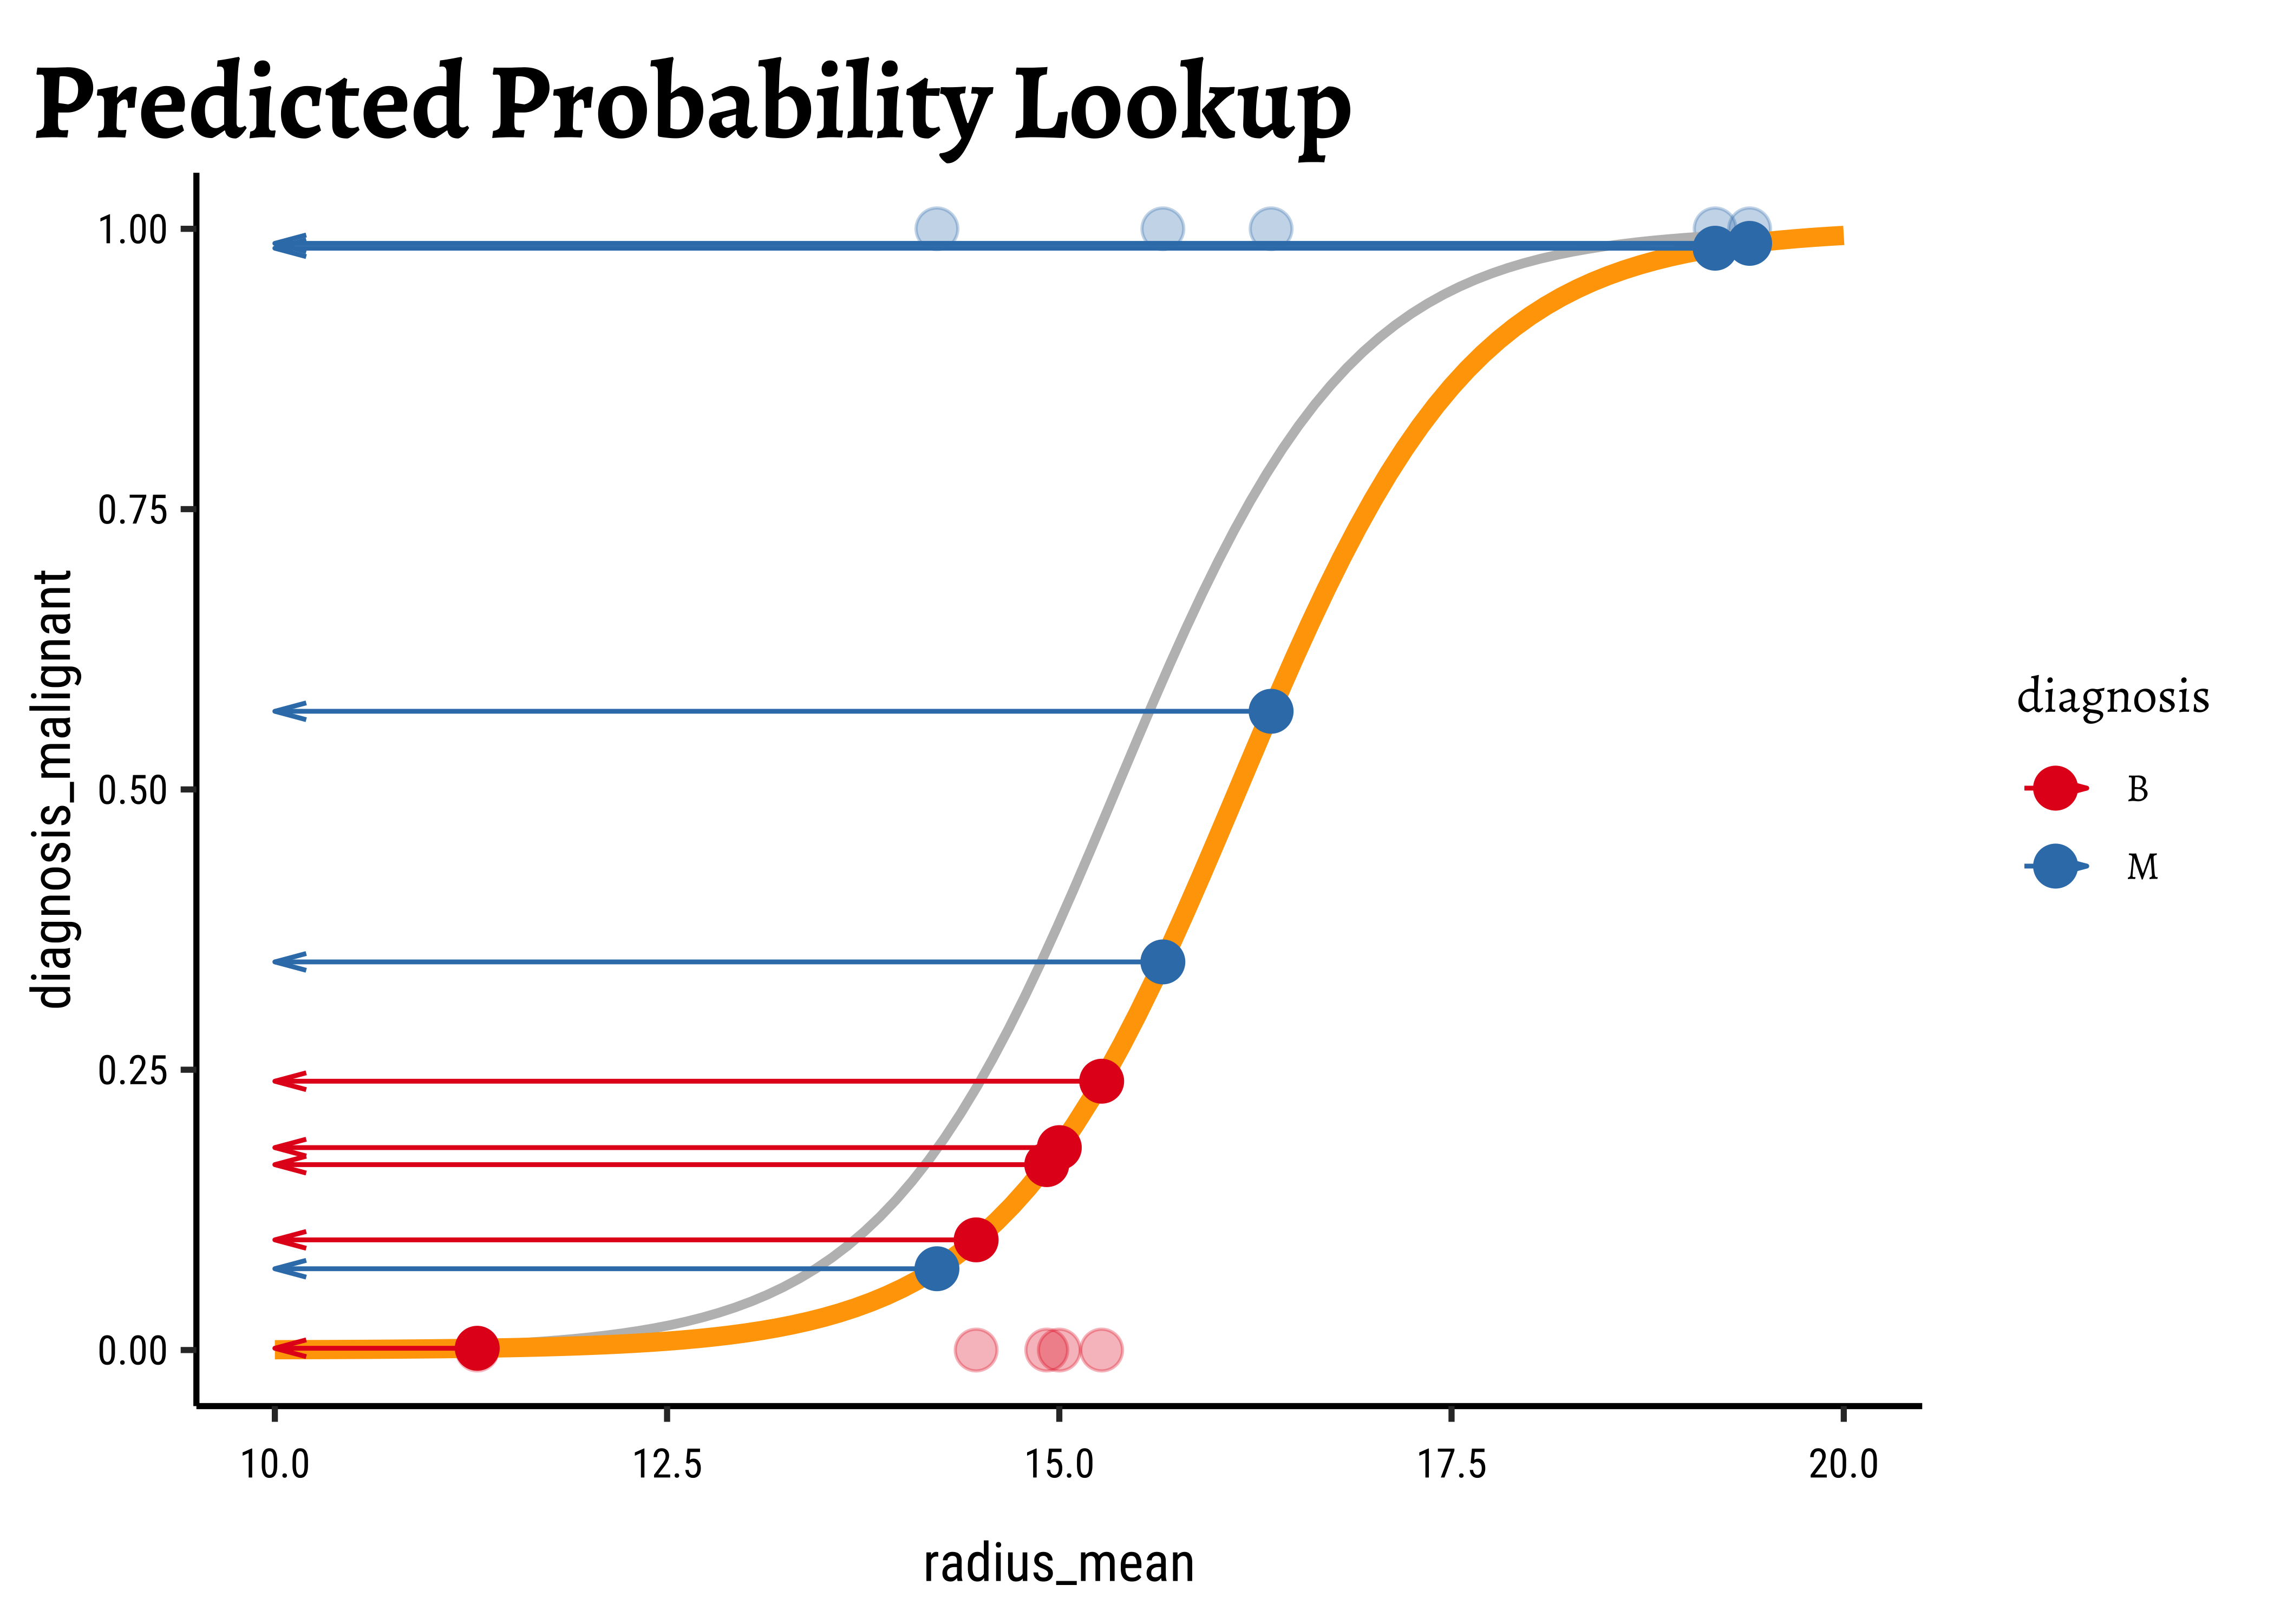 Predicted Probability Lookup
diagnosis_malignant
1.00
0.75
0.50
0.25
0.00
10.0
12.5
15.0
17.5
20.0
radius_mean
diagnosis
B
M